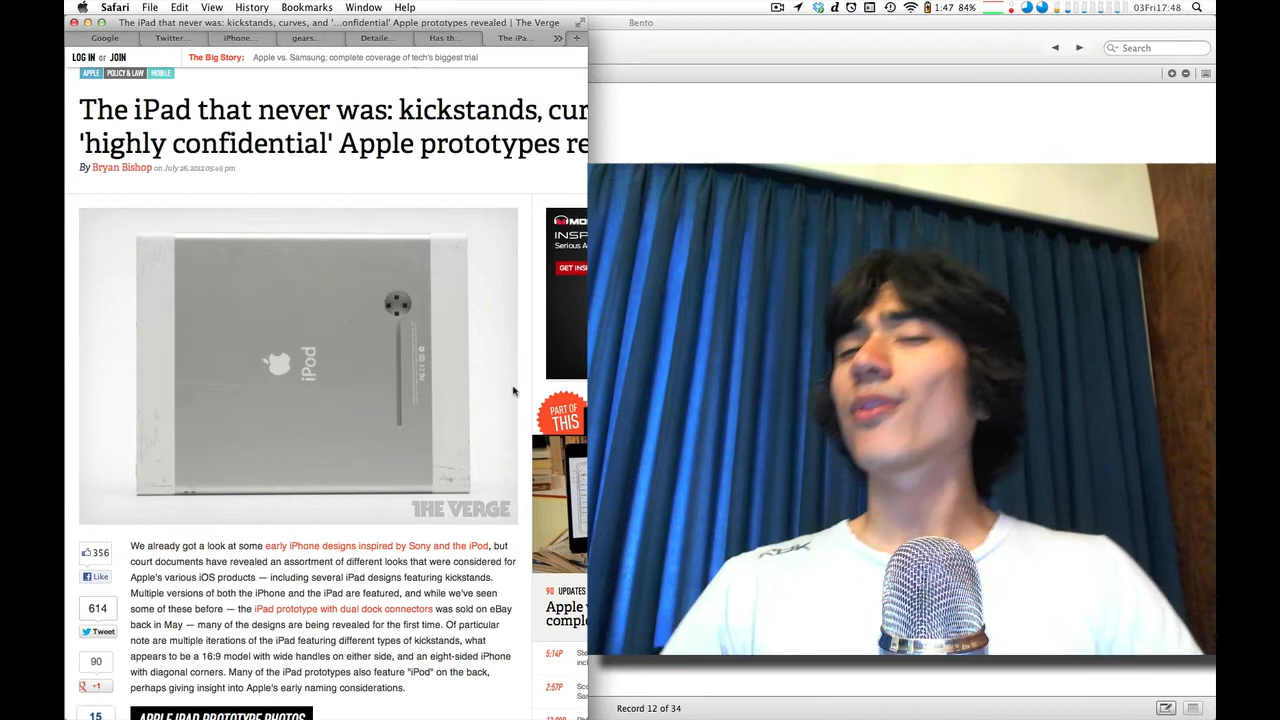 Safari File Edit View History Bookmarks Window Help
1:47 84% 03Fri17:48
The iPad that never was: kickstands, curves, and '...onfidential' Apple prototypes revealed | The Verge
Bento
Google Twitter... iPhone... gears... Detaile... Has th... The iPa...
Search
LOG IN or JOIN
The Big Story: Apple vs. Samsung: complete coverage of tech's biggest trial
APPLE POLICY & LAW MOBILE
The iPad that never was: kickstands, cur
'highly confidential' Apple prototypes re
By Bryan Bishop on July 26, 2012 05:49 pm
MO
INSP
Serious A
GET INSI
iPod
PART OF
THIS
THE VERGE
356
Like
614
Tweet
90
+1
15
We already got a look at some early iPhone designs inspired by Sony and the iPod, but
court documents have revealed an assortment of different looks that were considered for
Apple's various iOS products — including several iPad designs featuring kickstands.
Multiple versions of both the iPhone and the iPad are featured, and while we've seen
some of these before — the iPad prototype with dual dock connectors was sold on eBay
back in May — many of the designs are being revealed for the first time. Of particular
note are multiple iterations of the iPad featuring different types of kickstands, what
appears to be a 16:9 model with wide handles on either side, and an eight-sided iPhone
with diagonal corners. Many of the iPad prototypes also feature "iPod" on the back,
perhaps giving insight into Apple's early naming considerations.
APPLE IPAD PROTOTYPE PHOTOS
90 UPDATES
Apple v
comple
5:14P Ste
inclu
2:57P Sco
Sam
RBK
Record 12 of 34